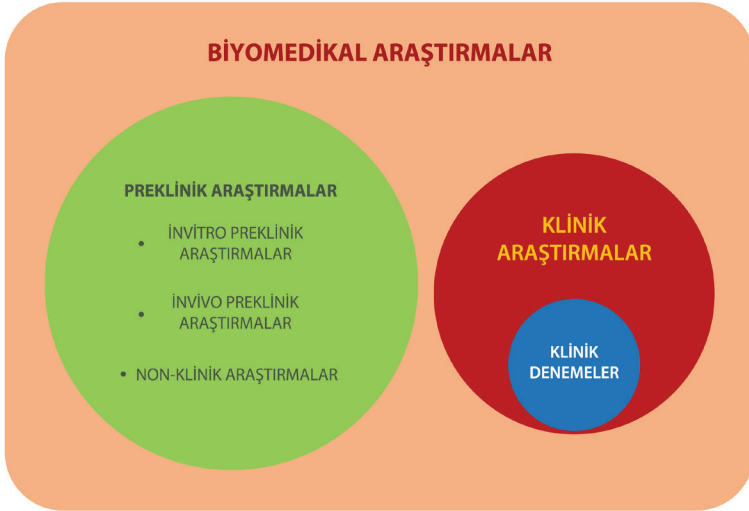 BİYOMEDİKAL ARAŞTIRMALAR
PREKLİNİK ARAŞTIRMALAR
• İNVİTRO PREKLİNİK
ARAŞTIRMALAR
• İNVİVO PREKLİNİK
ARAŞTIRMALAR
• NON-KLİNİK ARAŞTIRMALAR
KLİNİK
ARAŞTIRMALAR
KLİNİK
DENEMELER